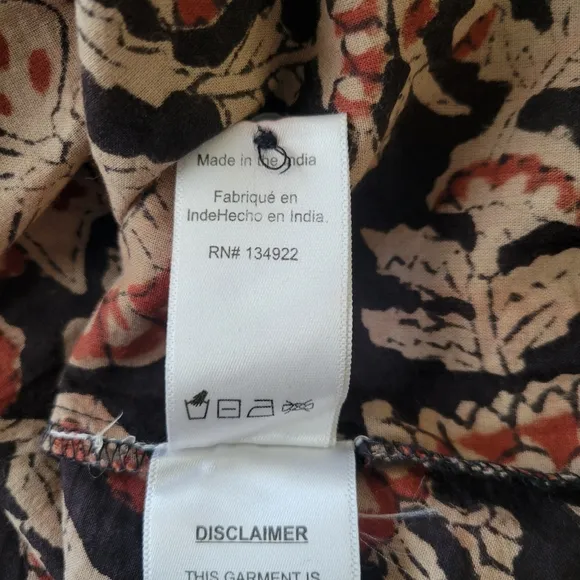 Made in the India
Fabriqué en
IndeHecho en India.
RN# 134922
DISCLAIMER
THIS GARMENT IS